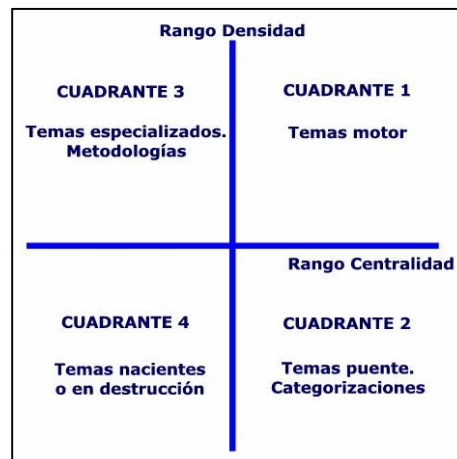 Rango Densidad
CUADRANTE 3
Temas especializados.
Metodologías
CUADRANTE 1
Temas motor
Rango Centralidad
CUADRANTE 4
Temas nacientes
o en destrucción
CUADRANTE 2
Temas puente.
Categorizaciones